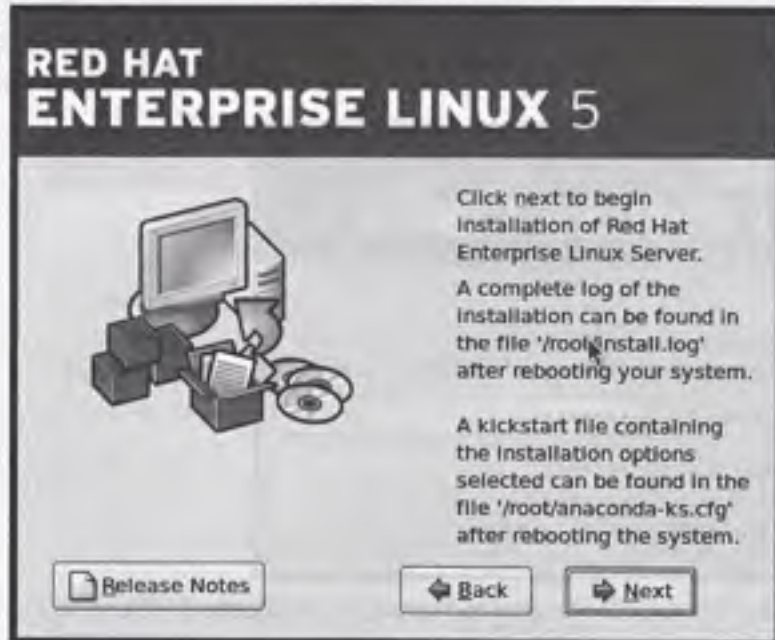 RED HAT
ENTERPRISE LINUX 5
Click next to begin
installation of Red Hat
Enterprise Linux Server.
A complete log of the
installation can be found in
the file '/root/install.log'
after rebooting your system.
A kickstart file containing
the installation options
selected can be found in the
file '/root/anaconda-ks.cfg'
after rebooting the system.
Release Notes
Back
Next